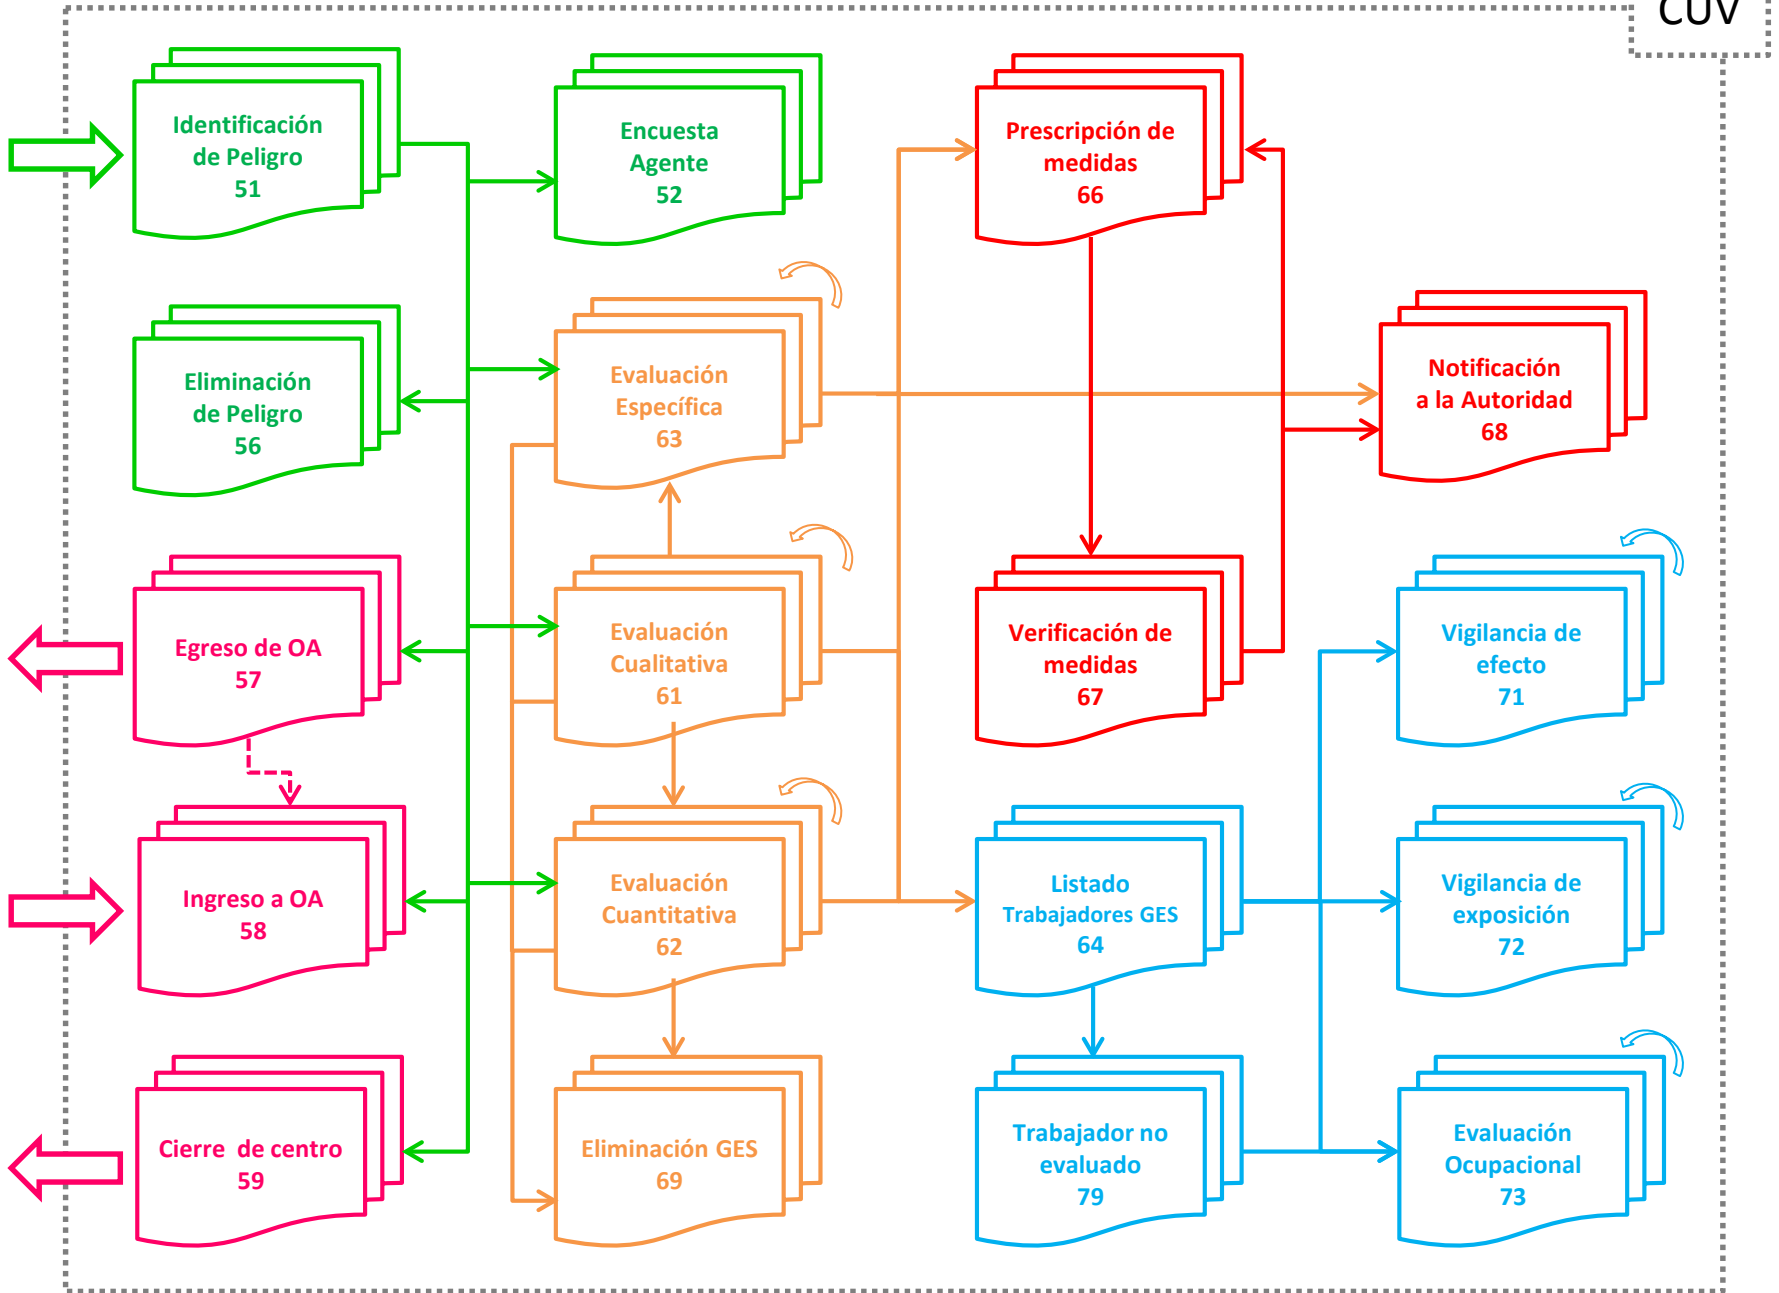 CUV
Identificación
de Peligro
51
Encuesta
Agente
52
Prescripción de
medidas
66
Eliminación
de Peligro
56
Evaluación
Específica
63
Notificación
a la Autoridad
68
Egreso de OA
57
Evaluación
Cualitativa
61
Verificación de
medidas
67
Vigilancia de
efecto
71
Ingreso a OA
58
Evaluación
Cuantitativa
62
Listado
Trabajadores GES
64
Vigilancia de
exposición
72
Cierre de centro
59
Eliminación GES
69
Trabajador no
evaluado
79
Evaluación
Ocupacional
73